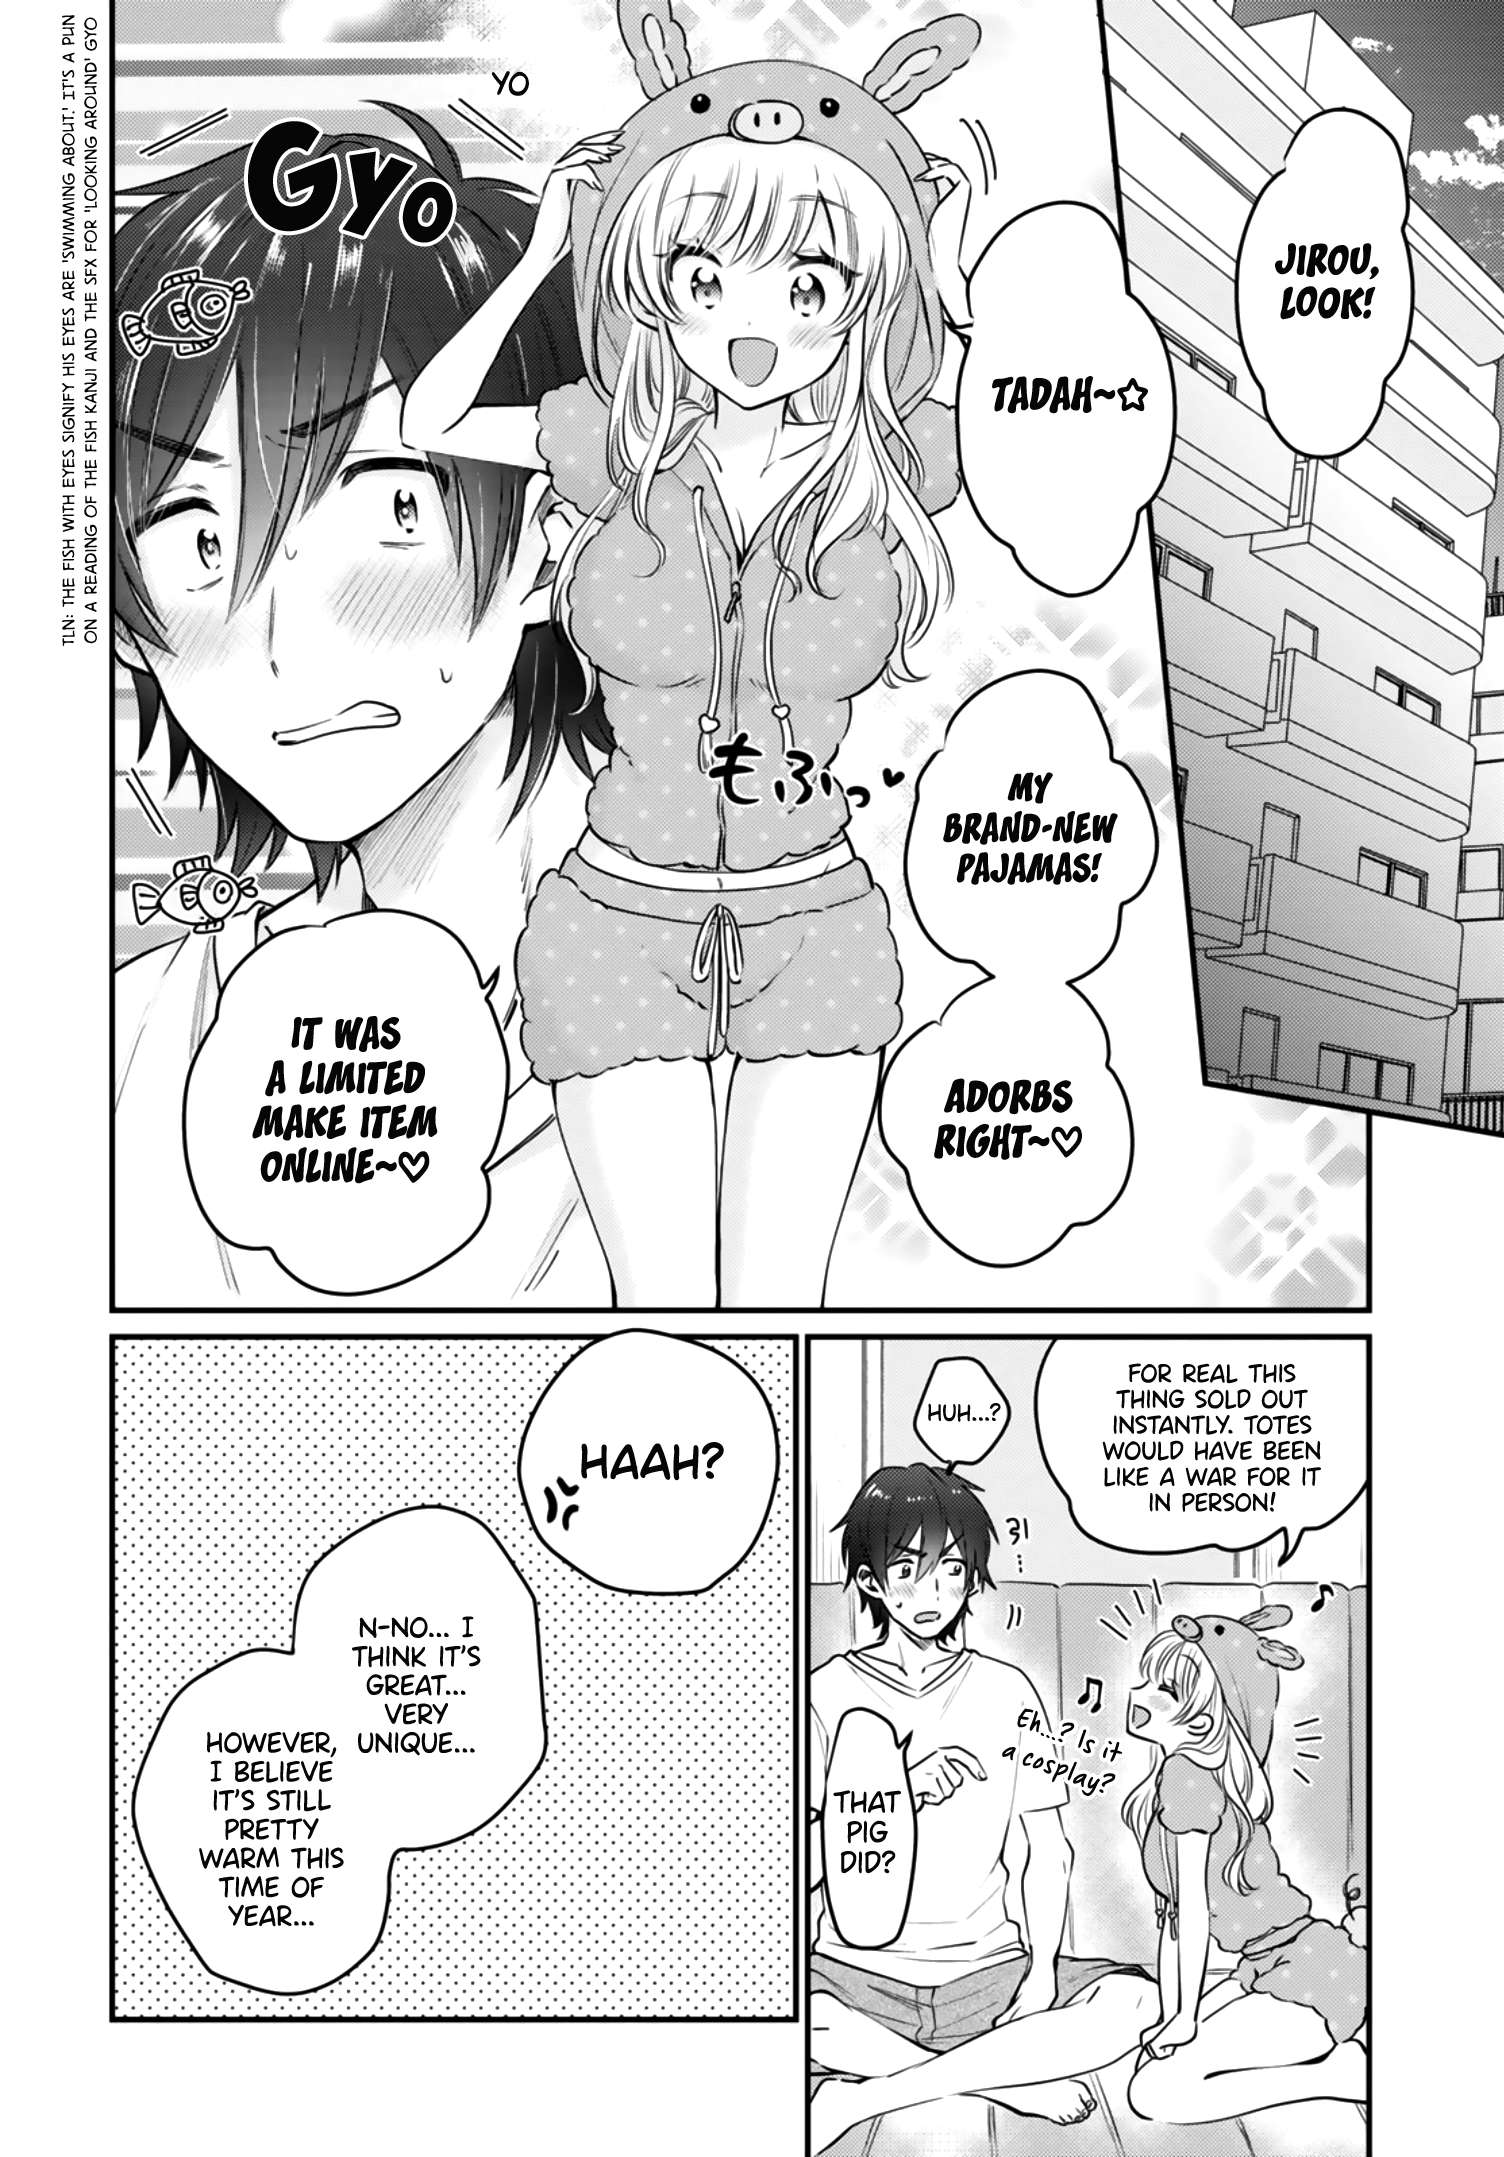 JIROU,
LOOK!
TADAH~☆
YO
GYO
TLN: THE FISH WITH EYES SIGNIFY HIS EYES ARE 'SWIMMING ABOUT.' IT'S A PUN
ON A READING OF THE FISH KANJI AND THE SFX FOR 'LOOKING AROUND' GYO
MY
BRAND-NEW
PAJAMAS!
もふっ♥
ADORBS
RIGHT~♡
IT WAS
A LIMITED
MAKE ITEM
ONLINE~♡
FOR REAL THIS
THING SOLD OUT
INSTANTLY. TOTES
WOULD HAVE BEEN
LIKE A WAR FOR IT
IN PERSON!
HUH...?
Eh...? Is it
a cosplay?
THAT
PIG
DID?
HAAH?
N-NO... I
THINK IT'S
GREAT...
VERY
UNIQUE...
HOWEVER,
I BELIEVE
IT'S STILL
PRETTY
WARM THIS
TIME OF
YEAR...